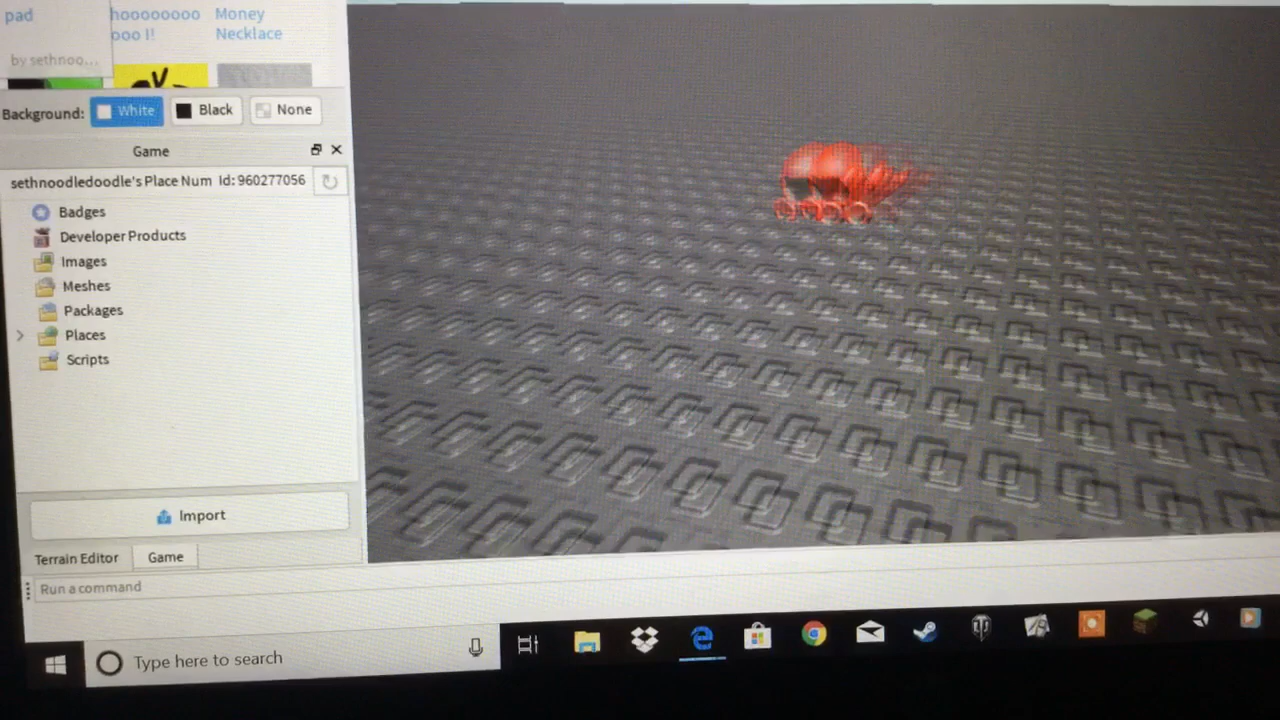 pad
hoooooooo
ooo I!
Money
Necklace
by sethnoo...
Background:
White
Black
None
Game
sethnoodledoodle's Place Num Id: 960277056
Badges
Developer Products
Images
Meshes
Packages
Places
Scripts
Import
Terrain Editor
Game
Run a command
Type here to search